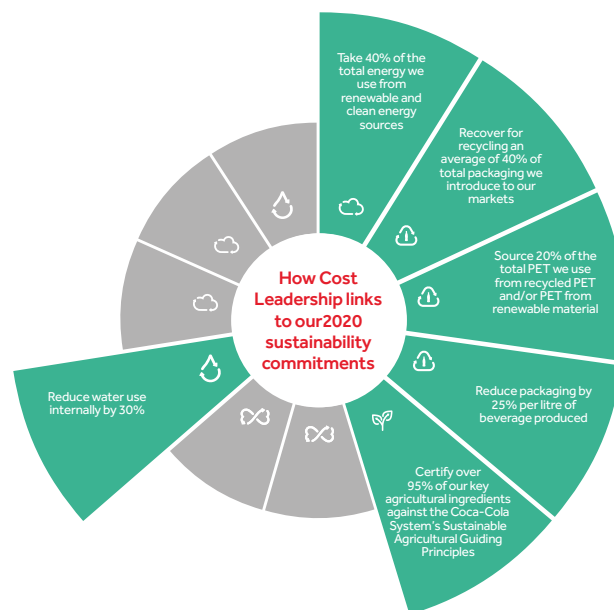 Take 40% of the
total energy we
use from
renewable and
clean energy
sources
Recover for
recycling an
average of 40% of
total packaging we
introduce to our
markets
Source 20% of the
total PET we use
from recycled PET
and/or PET from
renewable material
Reduce packaging by
25% per litre of
beverage produced
Certify over
95% of our key
agricultural ingredients
against the Coca-Cola
System's Sustainable
Agricultural Guiding
Principles
Reduce water use
internally by 30%
How Cost
Leadership links
to our2020
sustainability
commitments